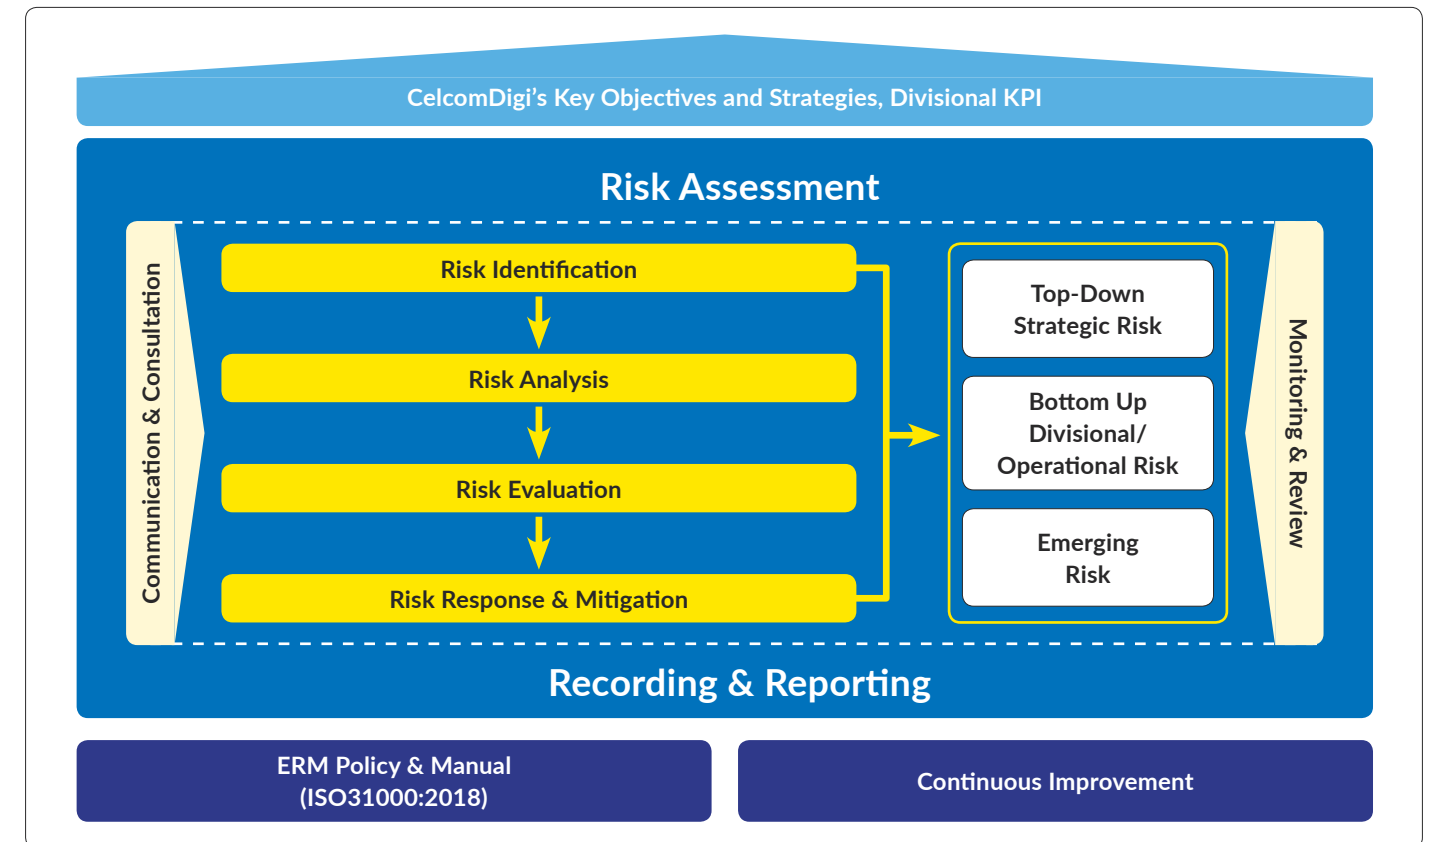 CelcomDigi’s Key Objectives and Strategies, Divisional KPI
Risk Assessment
Communication & Consultation
Risk Identification
Risk Analysis
Risk Evaluation
Risk Response & Mitigation
Top-Down
Strategic Risk
Bottom Up
Divisional/
Operational Risk
Emerging
Risk
Monitoring & Review
Recording & Reporting
ERM Policy & Manual
(ISO31000:2018)
Continuous Improvement